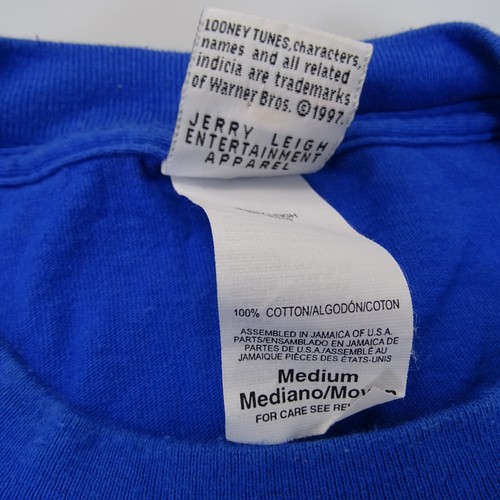 LOONEY TUNES, characters,
names and all related
indicia are trademarks
of Warner Bros. ©1997.
JERRY LEIGH
ENTERTAINMENT
APPAREL
100% COTTON/ALGODÓN/COTON
ASSEMBLED IN JAMAICA OF U.S.A.
PARTS/ENSAMBLADO EN JAMAICA DE
PARTES DE U.S.A./ASSEMBLÉ AU
JAMAIQUE PIÈCES DES ÉTATS-UNIS
Medium
Mediano/Moy
FOR CARE SEE